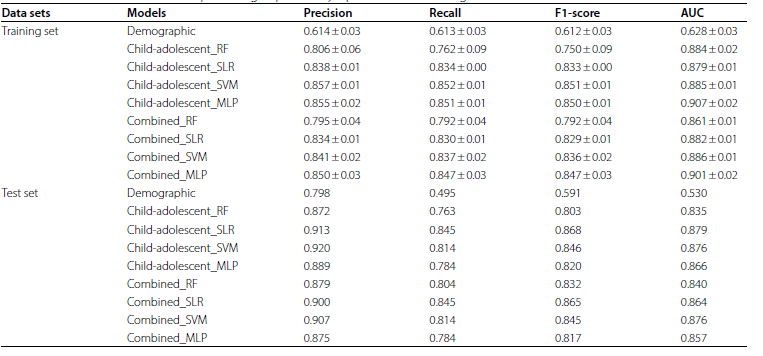 Data sets Models Precision Recall F1-score AUC
Training set Demographic 0.614±0.03 0.613±0.03 0.612±0.03 0.628±0.03
Child-adolescent_RF 0.806±0.06 0.762±0.09 0.750±0.09 0.884±0.02
Child-adolescent_SLR 0.838±0.01 0.834±0.00 0.833±0.00 0.879±0.01
Child-adolescent_SVM 0.857±0.01 0.852±0.01 0.851±0.01 0.885±0.01
Child-adolescent_MLP 0.855±0.02 0.851±0.01 0.850±0.01 0.907±0.02
Combined_RF 0.795±0.04 0.792±0.04 0.792±0.04 0.861±0.01
Combined_SLR 0.834±0.01 0.830±0.01 0.829±0.01 0.882±0.01
Combined_SVM 0.841±0.02 0.837±0.02 0.836±0.02 0.886±0.01
Combined_MLP 0.850±0.03 0.847±0.03 0.847±0.03 0.901±0.02
Test set Demographic 0.798 0.495 0.591 0.530
Child-adolescent_RF 0.872 0.763 0.803 0.835
Child-adolescent_SLR 0.913 0.845 0.868 0.879
Child-adolescent_SVM 0.920 0.814 0.846 0.876
Child-adolescent_MLP 0.889 0.784 0.820 0.866
Combined_RF 0.879 0.804 0.832 0.840
Combined_SLR 0.900 0.845 0.865 0.864
Combined_SVM 0.907 0.814 0.845 0.876
Combined_MLP 0.875 0.784 0.817 0.857